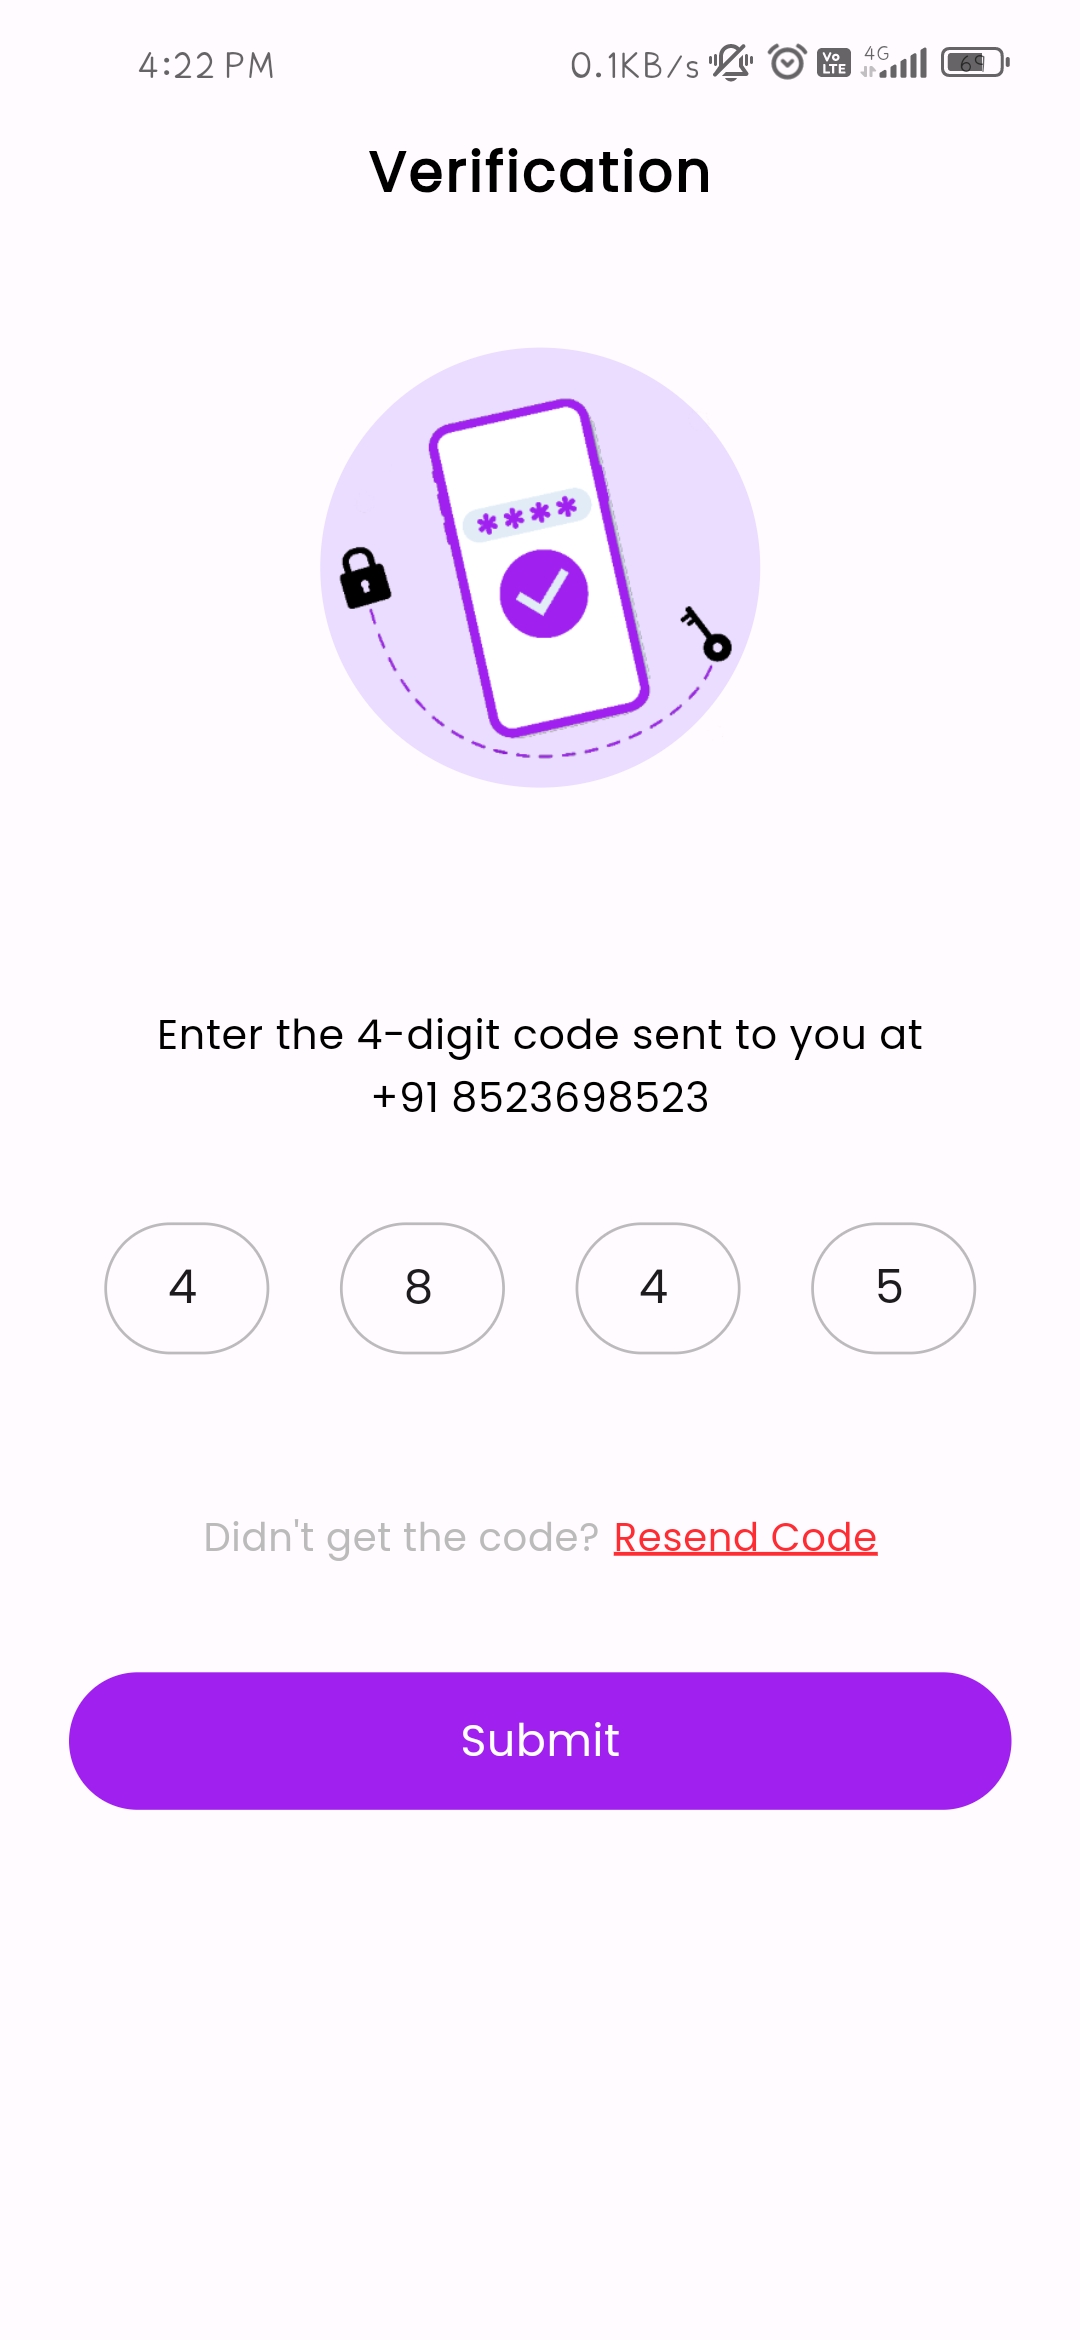 4:22 PM 0.1KB/s Vo LTE 4G 69
Verification
****
Enter the 4-digit code sent to you at
+91 8523698523
4 8 4 5
Didn't get the code? Resend Code
Submit